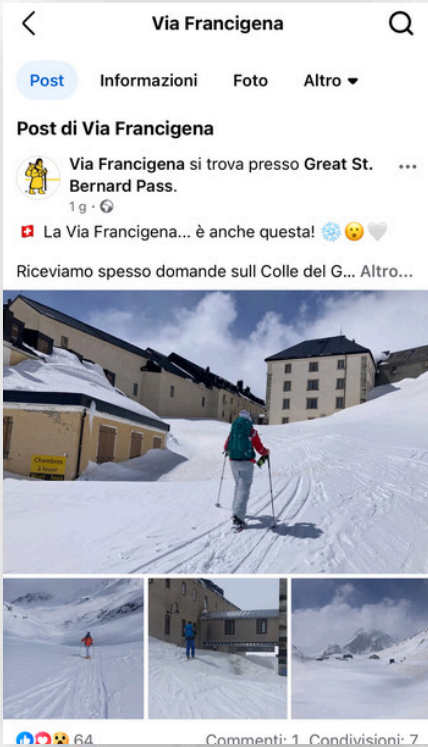 Via Francigena
Post
Informazioni
Foto
Altro
Post di Via Francigena
Via Francigena si trova presso Great St.
Bernard Pass.
1 g ·
La Via Francigena... è anche questa!
Riceviamo spesso domande sull Colle del G... Altro...
Chambres
à louer
64
Commenti: 1 Condivisioni: 7